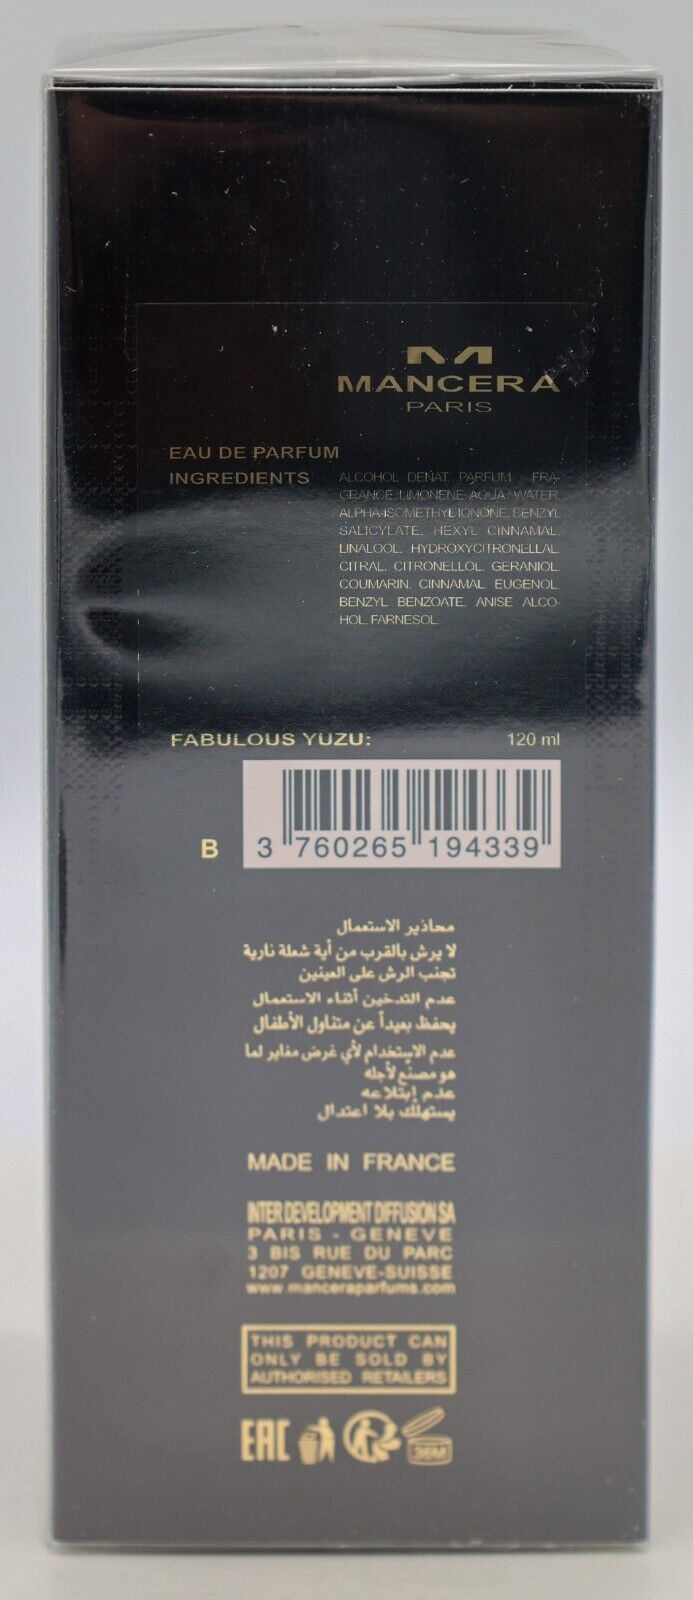 MANCERA
PARIS
EAU DE PARFUM
INGREDIENTS
ALCOHOL DENAT. PARFUM - FRA-
GRANCE, LIMONENE, AQUA/WATER,
ALPHA-ISOMETHYL IONONE, BENZYL
SALICYLATE, HEXYL CINNAMAL,
LINALOOL, HYDROXYCITRONELLAL,
CITRAL, CITRONELLOL, GERANIOL,
COUMARIN, CINNAMAL, EUGENOL,
BENZYL BENZOATE, ANISE ALCO-
HOL, FARNESOL.
FABULOUS YUZU: 120 ml
B 3 760265 194339
محاذير الاستعمال
لا يرش بالقرب من أية شعلة نارية
تجنب الرش على العينين
عدم التدخين أثناء الاستعمال
يحفظ بعيداً عن متناول الأطفال
عدم الإستخدام لأي غرض مغاير لما
هو مصنّع لأجله
عدم إبتلاعه
يستهلك بلا اعتدال
MADE IN FRANCE
INTER DEVELOPMENT DIFFUSION SA
PARIS - GENEVE
3 BIS RUE DU PARC
1207 GENEVE-SUISSE
www.manceraparfums.com
THIS PRODUCT CAN
ONLY BE SOLD BY
AUTHORISED RETAILERS
EAC 36M